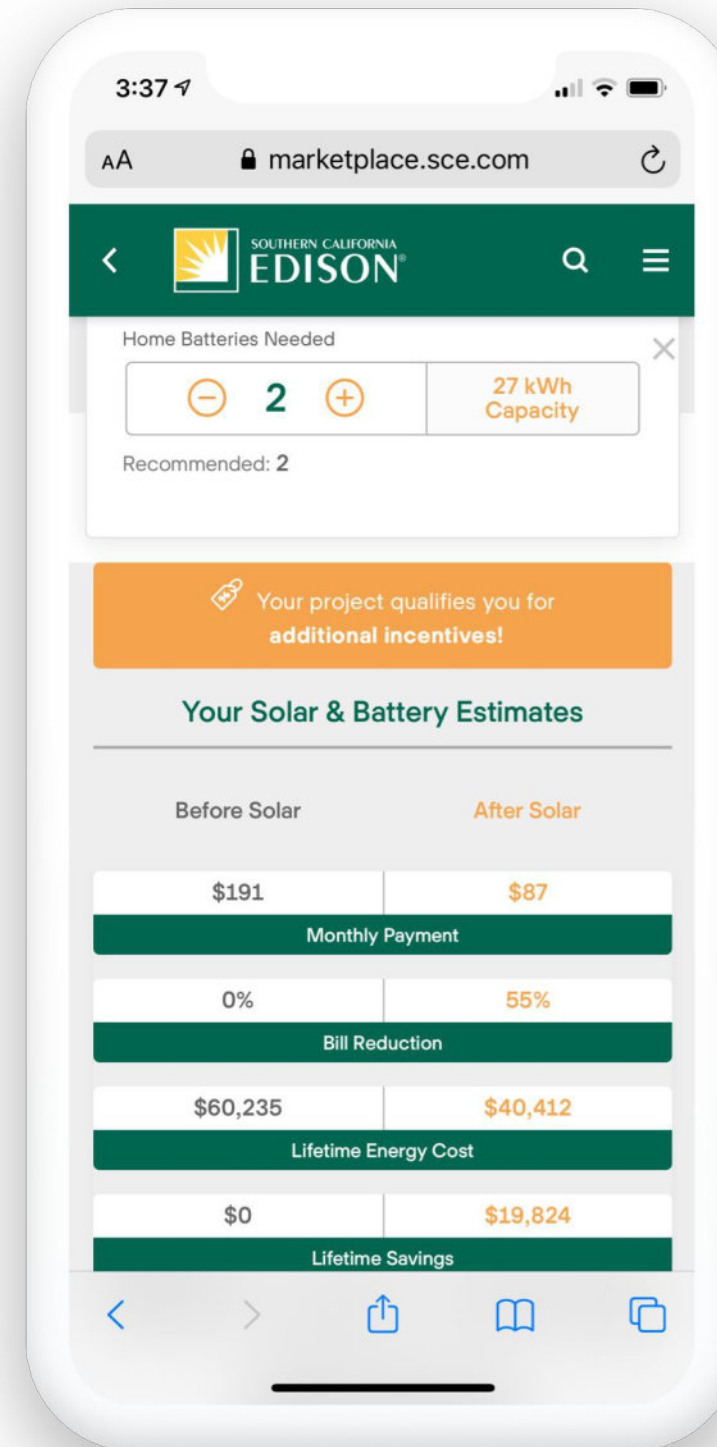 3:37
AA marketplace.sce.com
SOUTHERN CALIFORNIA
EDISON®
Home Batteries Needed
2
27 kWh
Capacity
Recommended: 2
Your project qualifies you for
additional incentives!
Your Solar & Battery Estimates
Before Solar After Solar
$191 $87
Monthly Payment
0% 55%
Bill Reduction
$60,235 $40,412
Lifetime Energy Cost
$0 $19,824
Lifetime Savings